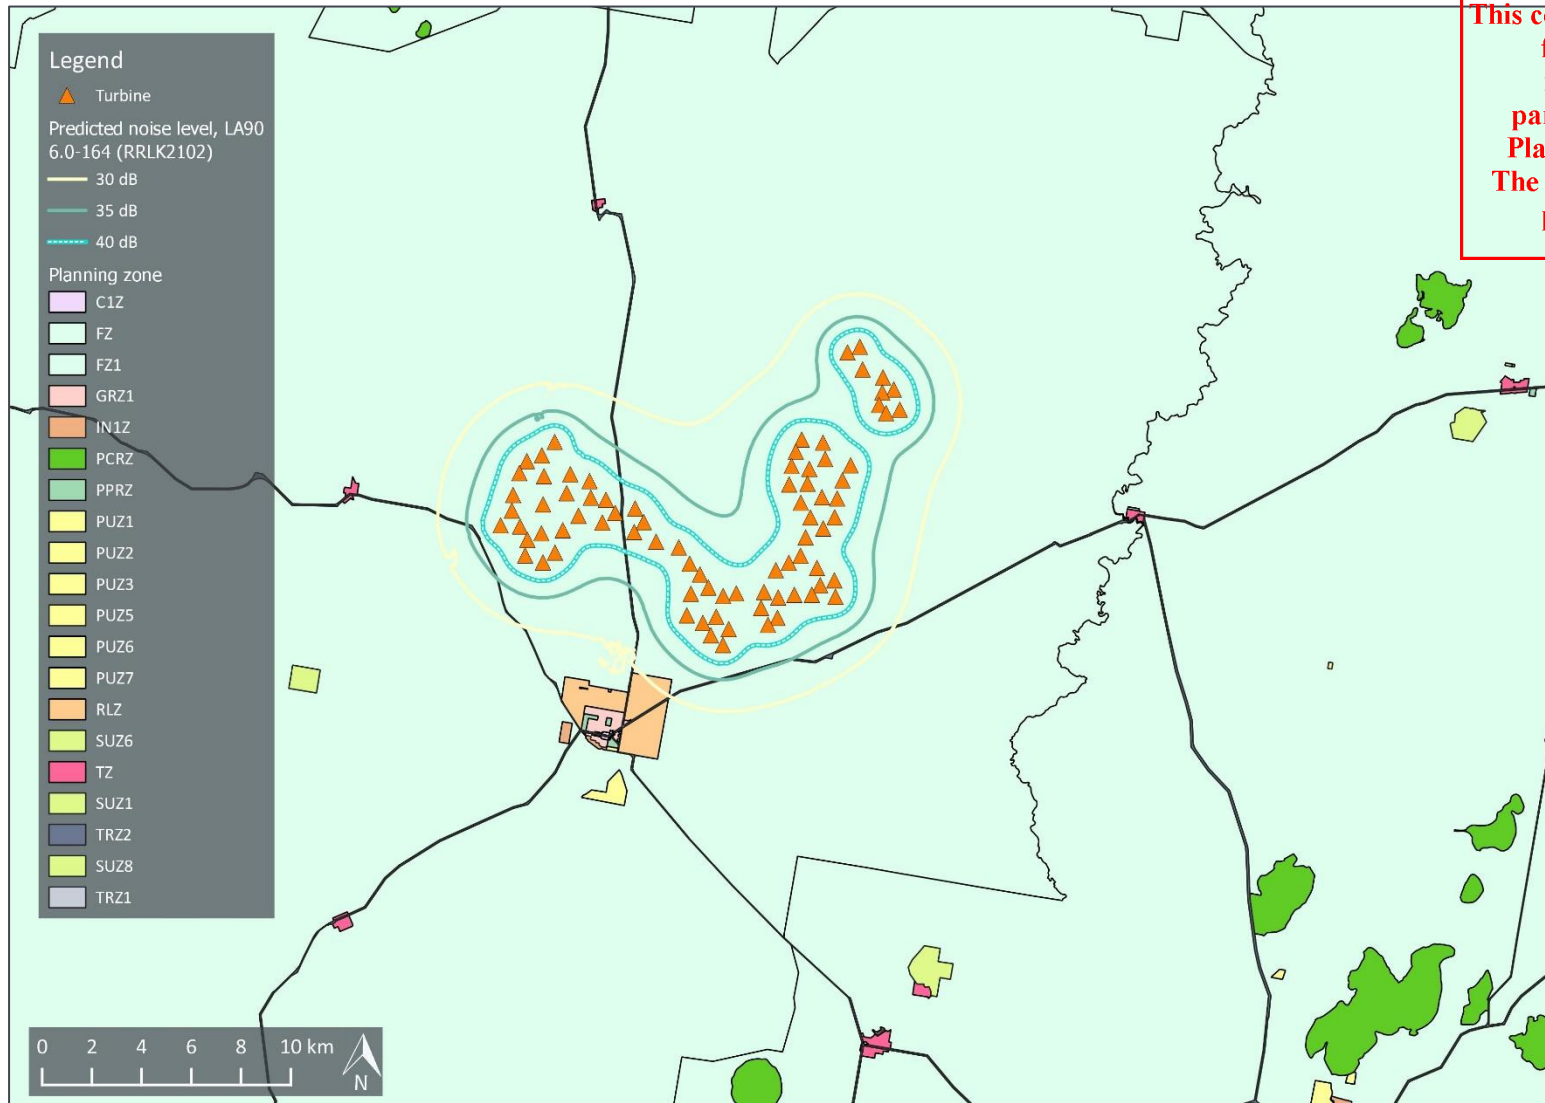 Legend
Turbine
Predicted noise level, LA90
6.0-164 (RRLK2102)
30 dB
35 dB
40 dB
Planning zone
C1Z
FZ
FZ1
GRZ1
IN1Z
PCRZ
PPRZ
PUZ1
PUZ2
PUZ3
PUZ5
PUZ6
PUZ7
RLZ
SUZ6
TZ
SUZ1
TRZ2
SUZ8
TRZ1
0 2 4 6 8 10 km
N
This
The